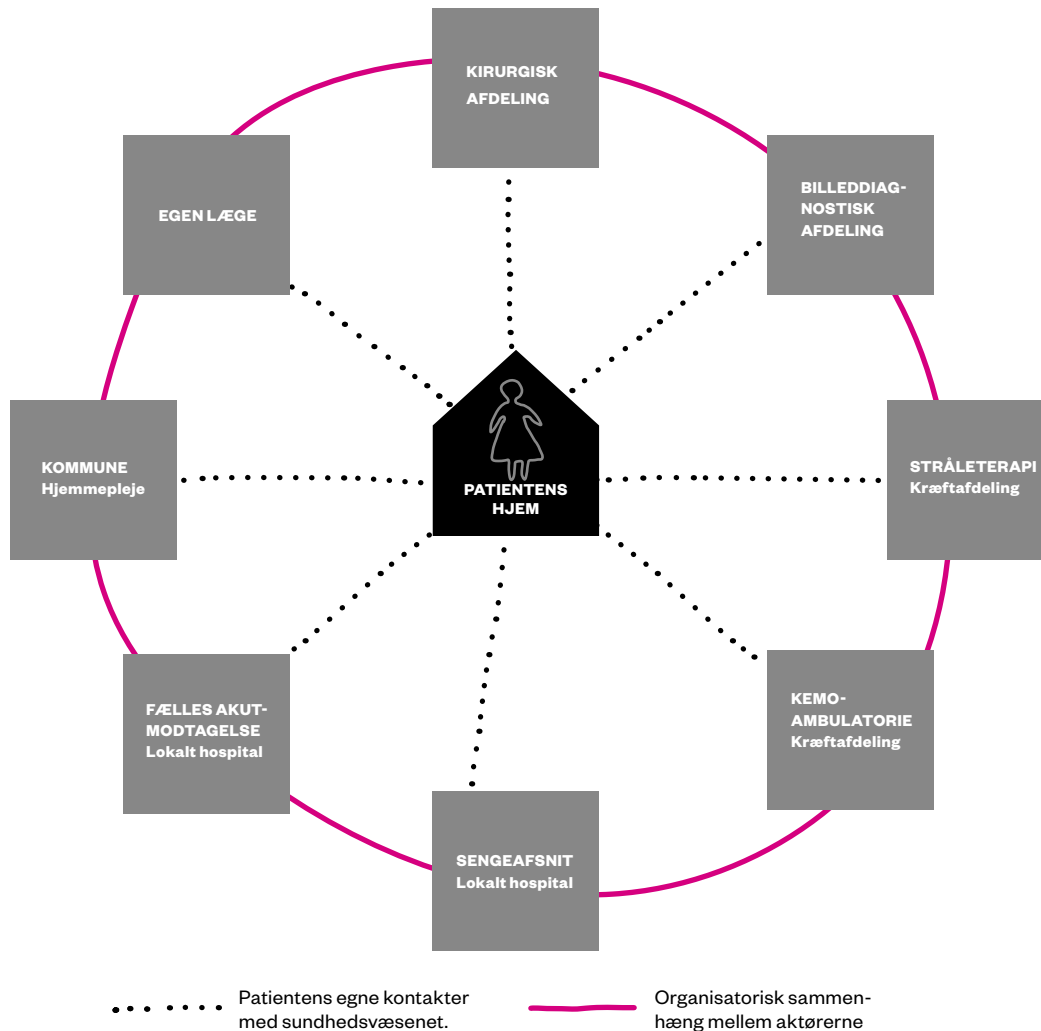 KIRURGISK
AFDELING
BILLEDDIAG-
NOSTISK
AFDELING
EGEN LÆGE
PATIENTENS
HJEM
KOMMUNE
Hjemmepleje
STRÅLETERAPI
Kræftafdeling
FÆLLES AKUT-
MODTAGELSE
Lokalt hospital
KEMO-
AMBULATORIE
Kræftafdeling
SENGEAFSNIT
Lokalt hospital
Patientens egne kontakter
med sundhedsvæsenet.
Organisatorisk sammen-
hæng mellem aktørerne